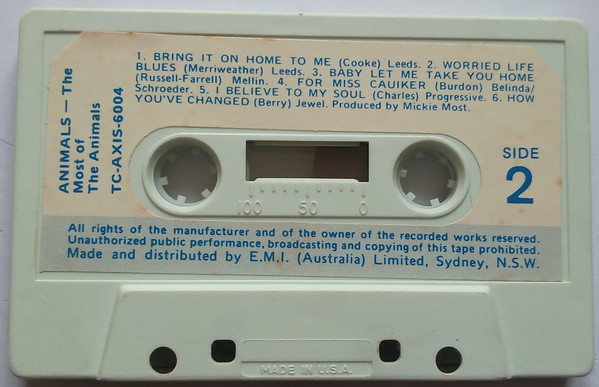 1. BRING IT ON HOME TO ME (Cooke) Leeds. 2. WORRIED LIFE
BLUES (Merriweather) Leeds. 3. BABY LET ME TAKE YOU HOME
(Russell-Farrell) Mellin. 4. FOR MISS CAUIKER (Burdon) Belinda/
Schroeder. 5. I BELIEVE TO MY SOUL (Charles) Progressive. 6. HOW
YOU'VE CHANGED (Berry) Jewel. Produced by Mickie Most.
ANIMALS — The
Most of
The Animals
TC-AXIS-6004
SIDE
2
100 50 0
All rights of the manufacturer and of the owner of the recorded works reserved.
Unauthorized public performance, broadcasting and copying of this tape prohibited.
Made and distributed by E.M.I. (Australia) Limited, Sydney, N.S.W.
MADE IN U.S.A.